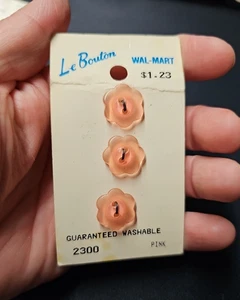 Le Bouton
WAL-MART
$1.23
GUARANTEED WASHABLE
2300 PINK